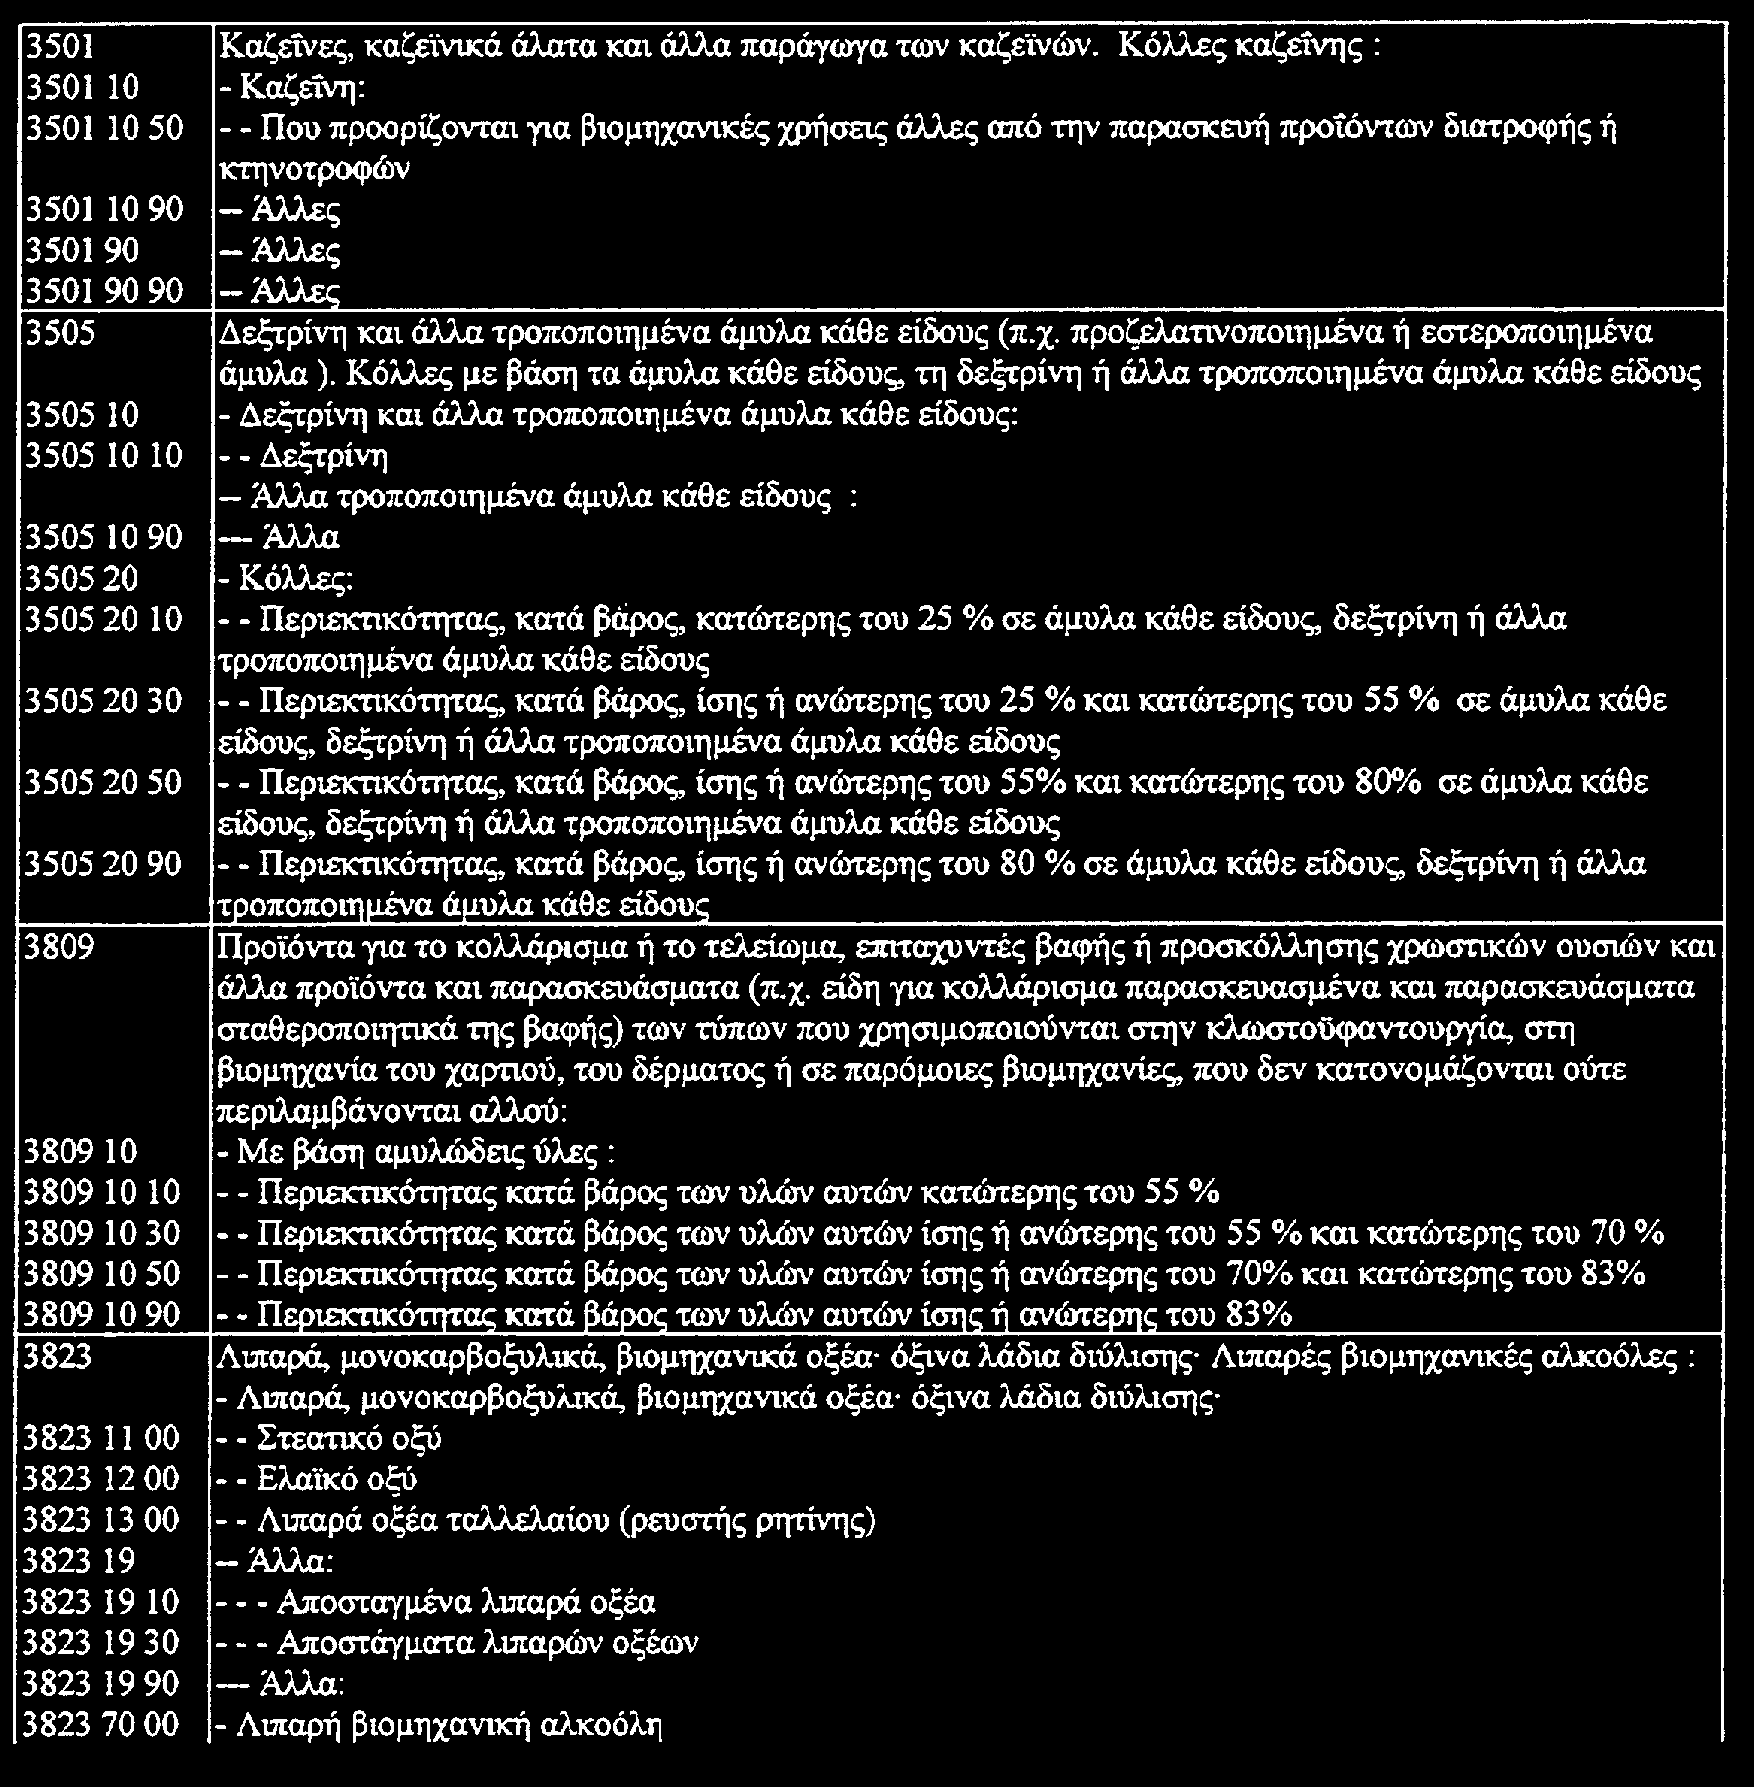 3501 Καζεΐνες, καζεϊνικά άλατα και άλλα παράγωγα των καζεϊνών. Κόλλες καζεΐνης :
3501 10 - Καζεΐνη:
3501 10 50 - - Που προορίζονται για βιομηχανικές χρήσεις άλλες από την παρασκευή προϊόντων διατροφής ή
κτηνοτροφών
3501 10 90 -- Άλλες
3501 90 -- Άλλες
3501 90 90 -- Άλλες
3505 Δεξτρίνη και άλλα τροποποιημένα άμυλα κάθε είδους (π.χ. προζελατινοποιημένα ή εστεροποιημένα
άμυλα ). Κόλλες με βάση τα άμυλα κάθε είδους, τη δεξτρίνη ή άλλα τροποποιημένα άμυλα κάθε είδους
3505 10 - Δεξτρίνη και άλλα τροποποιημένα άμυλα κάθε είδους:
3505 10 10 - - Δεξτρίνη
-- Άλλα τροποποιημένα άμυλα κάθε είδους :
3505 10 90 --- Άλλα
3505 20 - Κόλλες:
3505 20 10 - - Περιεκτικότητας, κατά βάρος, κατώτερης του 25 % σε άμυλα κάθε είδους, δεξτρίνη ή άλλα
τροποποιημένα άμυλα κάθε είδους
3505 20 30 - - Περιεκτικότητας, κατά βάρος, ίσης ή ανώτερης του 25 % και κατώτερης του 55 % σε άμυλα κάθε
είδους, δεξτρίνη ή άλλα τροποποιημένα άμυλα κάθε είδους
3505 20 50 - - Περιεκτικότητας, κατά βάρος, ίσης ή ανώτερης του 55% και κατώτερης του 80% σε άμυλα κάθε
είδους, δεξτρίνη ή άλλα τροποποιημένα άμυλα κάθε είδους
3505 20 90 - - Περιεκτικότητας, κατά βάρος, ίσης ή ανώτερης του 80 % σε άμυλα κάθε είδους, δεξτρίνη ή άλλα
τροποποιημένα άμυλα κάθε είδους
3809 Προϊόντα για το κολλάρισμα ή το τελείωμα, επιταχυντές βαφής ή προσκόλλησης χρωστικών ουσιών και
άλλα προϊόντα και παρασκευάσματα (π.χ. είδη για κολλάρισμα παρασκευασμένα και παρασκευάσματα
σταθεροποιητικά της βαφής) των τύπων που χρησιμοποιούνται στην κλωστοϋφαντουργία, στη
βιομηχανία του χαρτιού, του δέρματος ή σε παρόμοιες βιομηχανίες, που δεν κατονομάζονται ούτε
περιλαμβάνονται αλλού:
3809 10 - Με βάση αμυλώδεις ύλες :
3809 10 10 - - Περιεκτικότητας κατά βάρος των υλών αυτών κατώτερης του 55 %
3809 10 30 - - Περιεκτικότητας κατά βάρος των υλών αυτών ίσης ή ανώτερης του 55 % και κατώτερης του 70 %
3809 10 50 - - Περιεκτικότητας κατά βάρος των υλών αυτών ίσης ή ανώτερης του 70% και κατώτερης του 83%
3809 10 90 - - Περιεκτικότητας κατά βάρος των υλών αυτών ίσης ή ανώτερης του 83%
3823 Λιπαρά, μονοκαρβοξυλικά, βιομηχανικά οξέα· όξινα λάδια διύλισης· Λιπαρές βιομηχανικές αλκοόλες :
- Λιπαρά, μονοκαρβοξυλικά, βιομηχανικά οξέα· όξινα λάδια διύλισης·
3823 11 00 - - Στεατικό οξύ
3823 12 00 - - Ελαϊκό οξύ
3823 13 00 - - Λιπαρά οξέα ταλλελαίου (ρευστής ρητίνης)
3823 19 -- Άλλα:
3823 19 10 - - - Αποσταγμένα λιπαρά οξέα
3823 19 30 - - - Αποστάγματα λιπαρών οξέων
3823 19 90 --- Άλλα:
3823 70 00 - Λιπαρή βιομηχανική αλκοόλη